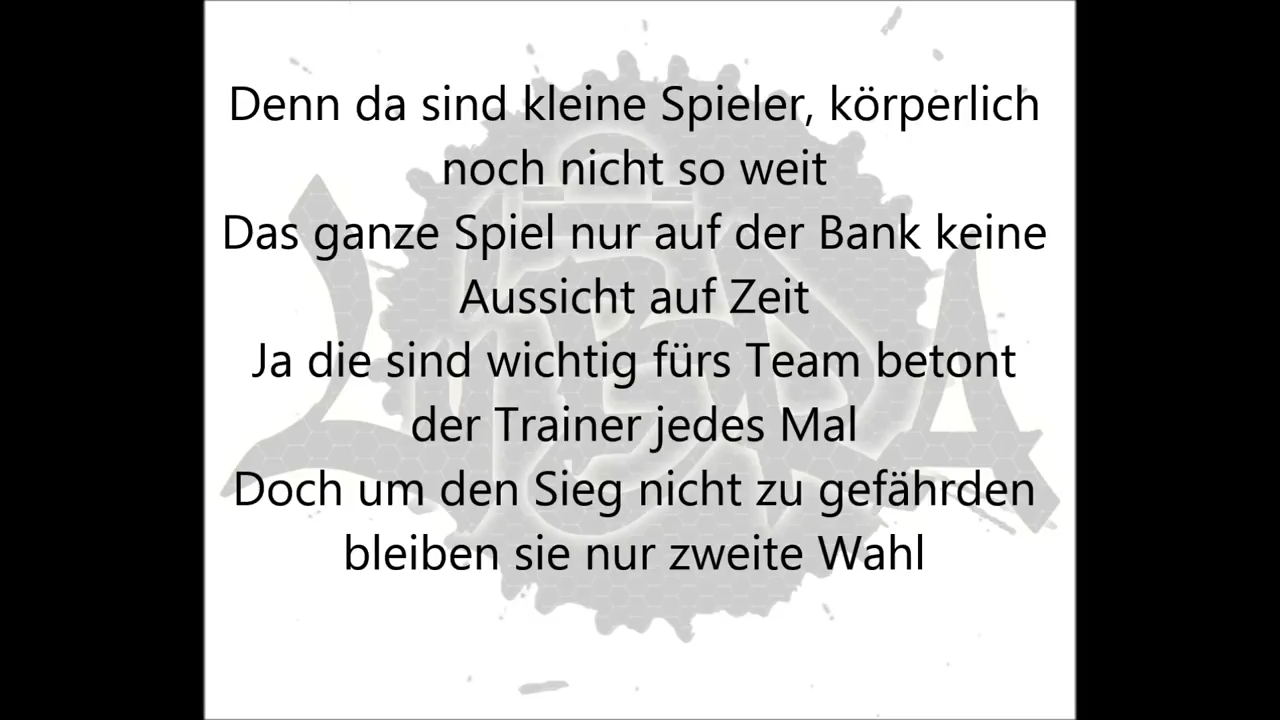 Denn da sind kleine Spieler, körperlich
noch nicht so weit
Das ganze Spiel nur auf der Bank keine
Aussicht auf Zeit
Ja die sind wichtig fürs Team betont
der Trainer jedes Mal
Doch um den Sieg nicht zu gefährden
bleiben sie nur zweite Wahl